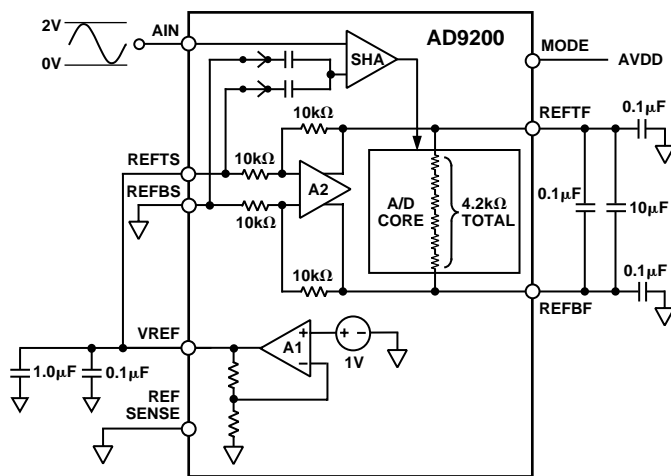 2V
0V
AIN
SHA
AD9200
MODE
AVDD
REFTF
0.1μF
10kΩ
REFTS
10kΩ
REFBS
A2
10kΩ
10kΩ
A/D
CORE
4.2kΩ
TOTAL
0.1μF
10μF
0.1μF
REFBF
VREF
A1
+
−
+ −
1V
1.0μF
0.1μF
REF
SENSE